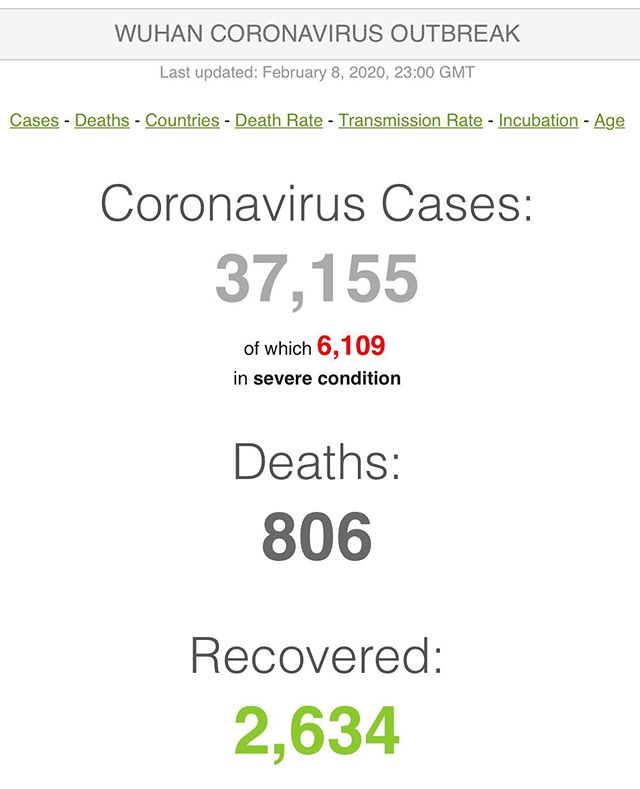 WUHAN CORONAVIRUS OUTBREAK
Last updated: February 8, 2020, 23:00 GMT
Cases - Deaths - Countries - Death Rate - Transmission Rate - Incubation - Age
Coronavirus Cases:
37,155
of which 6,109
in severe condition
Deaths:
806
Recovered:
2,634